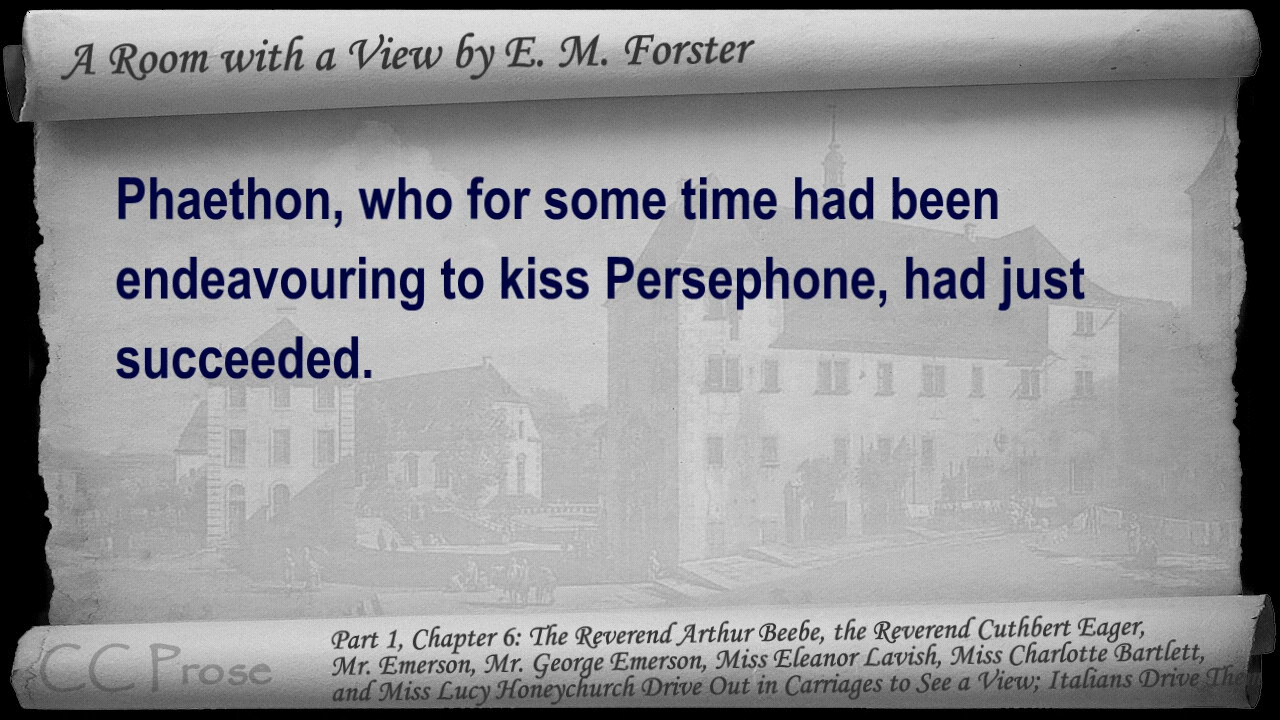 A Room with a View by E. M. Forster
Phaethon, who for some time had been
endeavouring to kiss Persephone, had just
succeeded.
CC Prose
Part 1, Chapter 6: The Reverend Arthur Beebe, the Reverend Cuthbert Eager,
Mr. Emerson, Mr. George Emerson, Miss Eleanor Lavish, Miss Charlotte Bartlett,
and Miss Lucy Honeychurch Drive Out in Carriages to See a View; Italians Drive